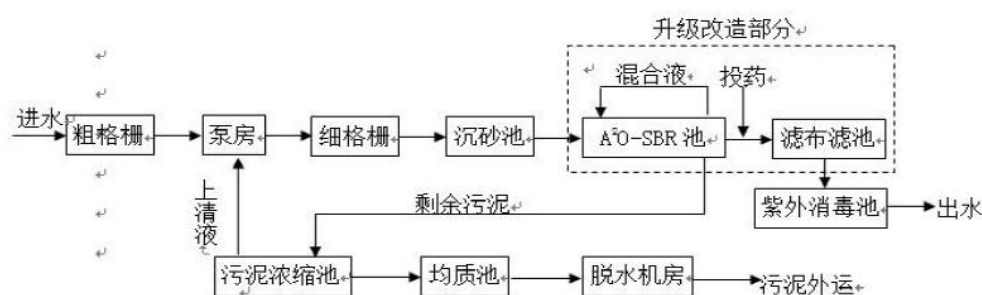 升级改造部分
混合液
投药
进水
粗格栅
泵房
细格栅
沉砂池
A²O-SBR 池
滤布滤池
上清液
剩余污泥
紫外消毒池
出水
污泥浓缩池
均质池
脱水机房
污泥外运